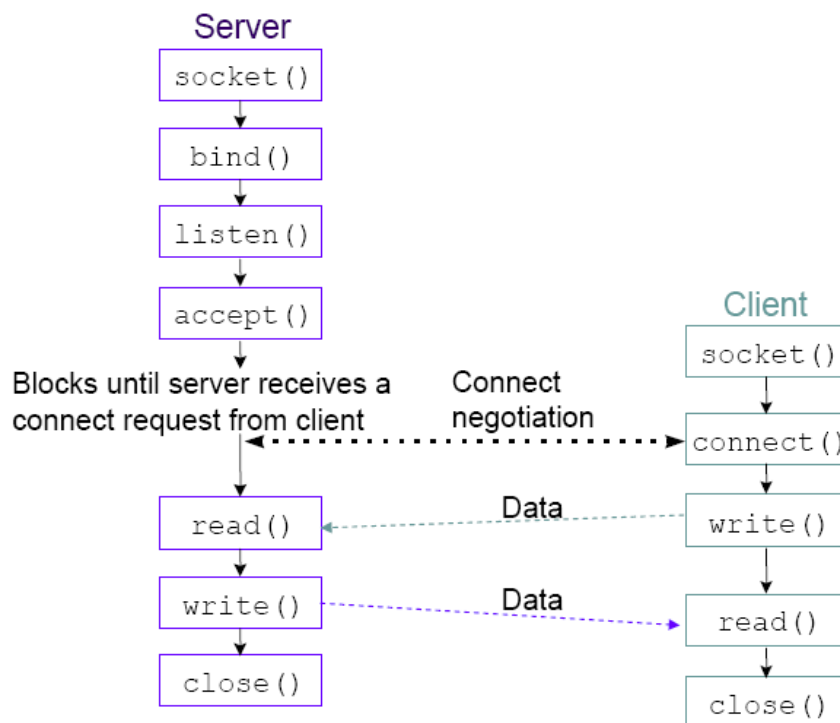 Server
socket()
bind()
listen()
accept()
Blocks until server receives a
connect request from client
read()
write()
close()
Connect
negotiation
Data
Data
Client
socket()
connect()
write()
read()
close()